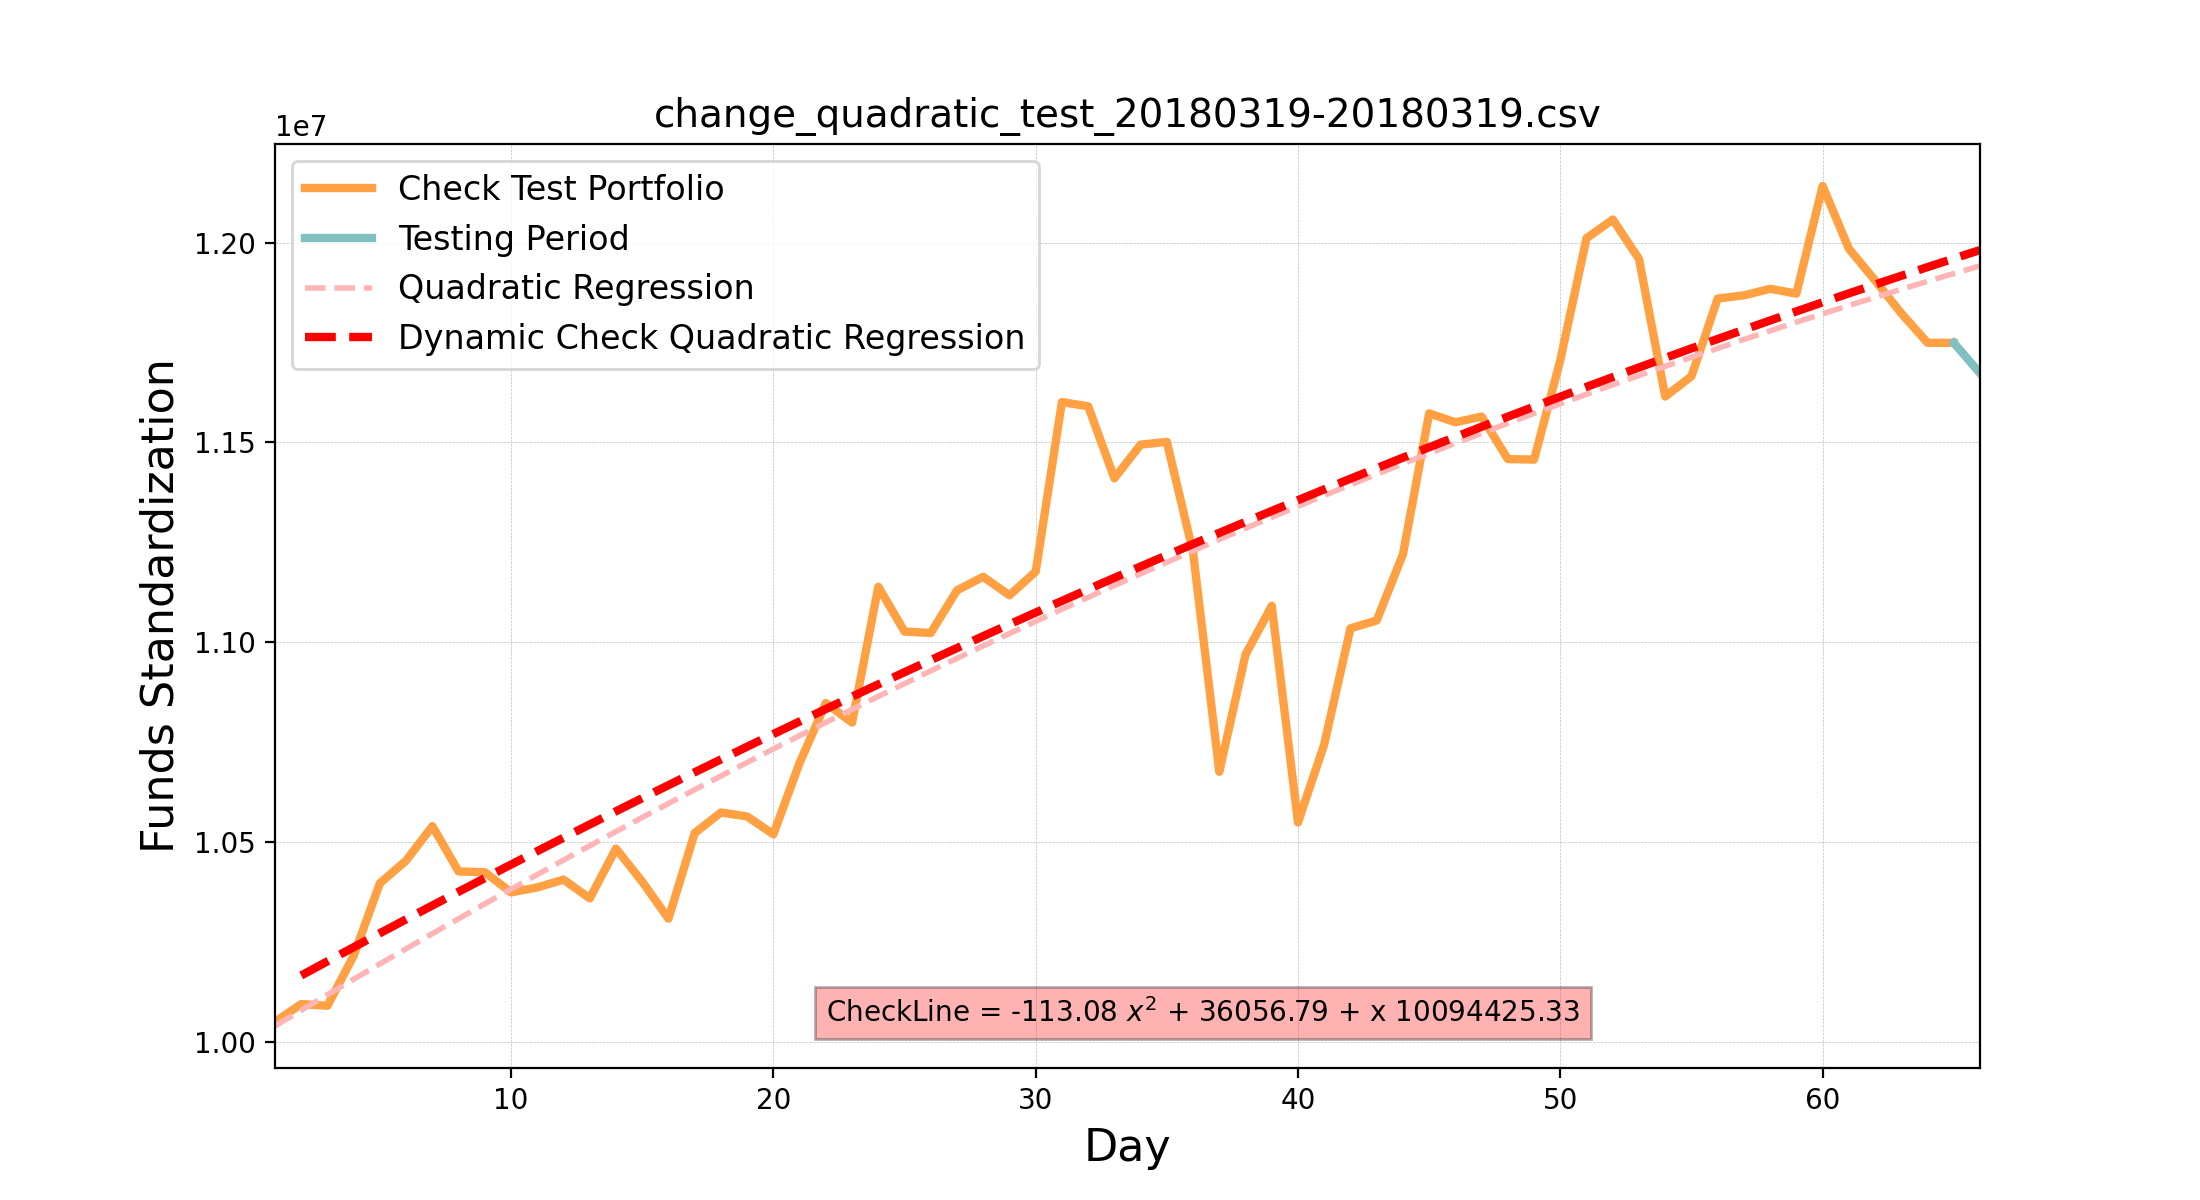 change_quadratic_test_20180319-20180319.csv
1e7
Check Test Portfolio
Testing Period
Quadratic Regression
Dynamic Check Quadratic Regression
1.20
1.15
1.10
1.05
1.00
Funds Standardization
CheckLine = -113.08 x² + 36056.79 + x 10094425.33
10 20 30 40 50 60
Day